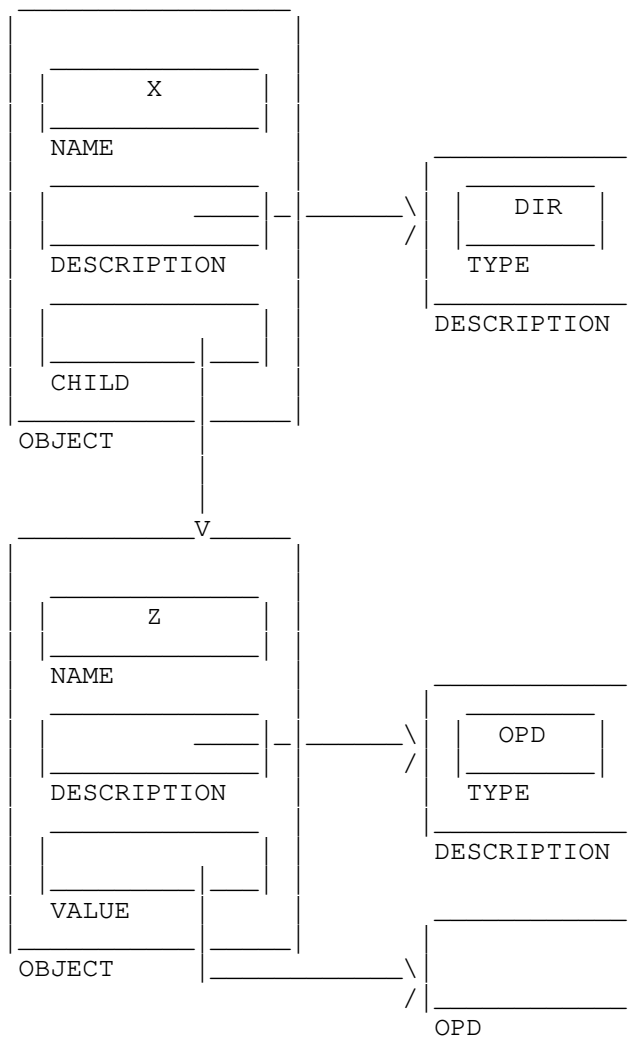 X
NAME
DIR
DESCRIPTION
TYPE
DESCRIPTION
CHILD
OBJECT
V
Z
NAME
OPD
DESCRIPTION
TYPE
DESCRIPTION
VALUE
OBJECT
OPD